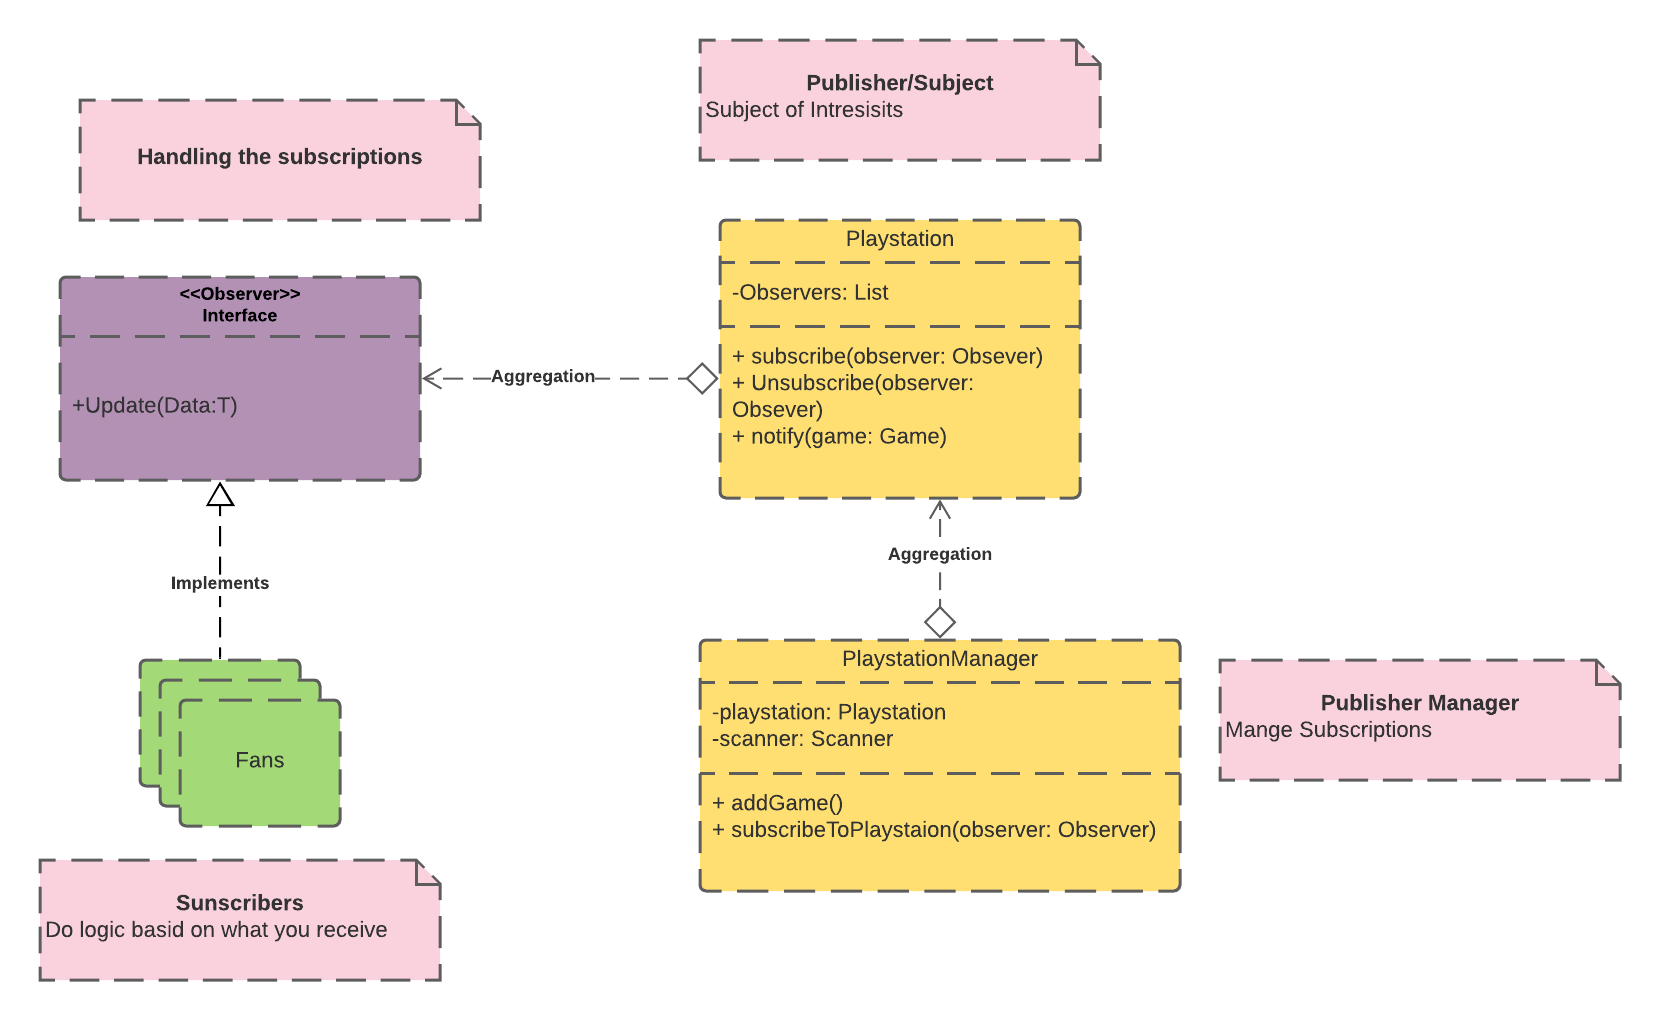 Publisher/Subject
Subject of Intresisits
Handling the subscriptions
Playstation
-Observers: List
+ subscribe(observer: Obsever)
+ Unsubscribe(observer:
Obsever)
+ notify(game: Game)
<<Observer>>
Interface
+Update(Data:T)
Aggregation
Aggregation
Implements
PlaystationManager
-playstation: Playstation
-scanner: Scanner
+ addGame()
+ subscribeToPlaystaion(observer: Observer)
Publisher Manager
Mange Subscriptions
Fans
Sunscribers
Do logic basid on what you receive